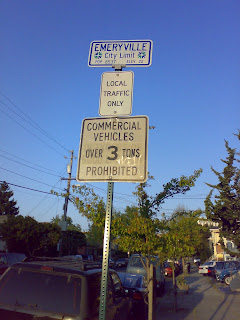 EMERYVILLE
City Limit
LOCAL
TRAFFIC
ONLY
COMMERCIAL
VEHICLES
OVER 3 TONS
PROHIBITED